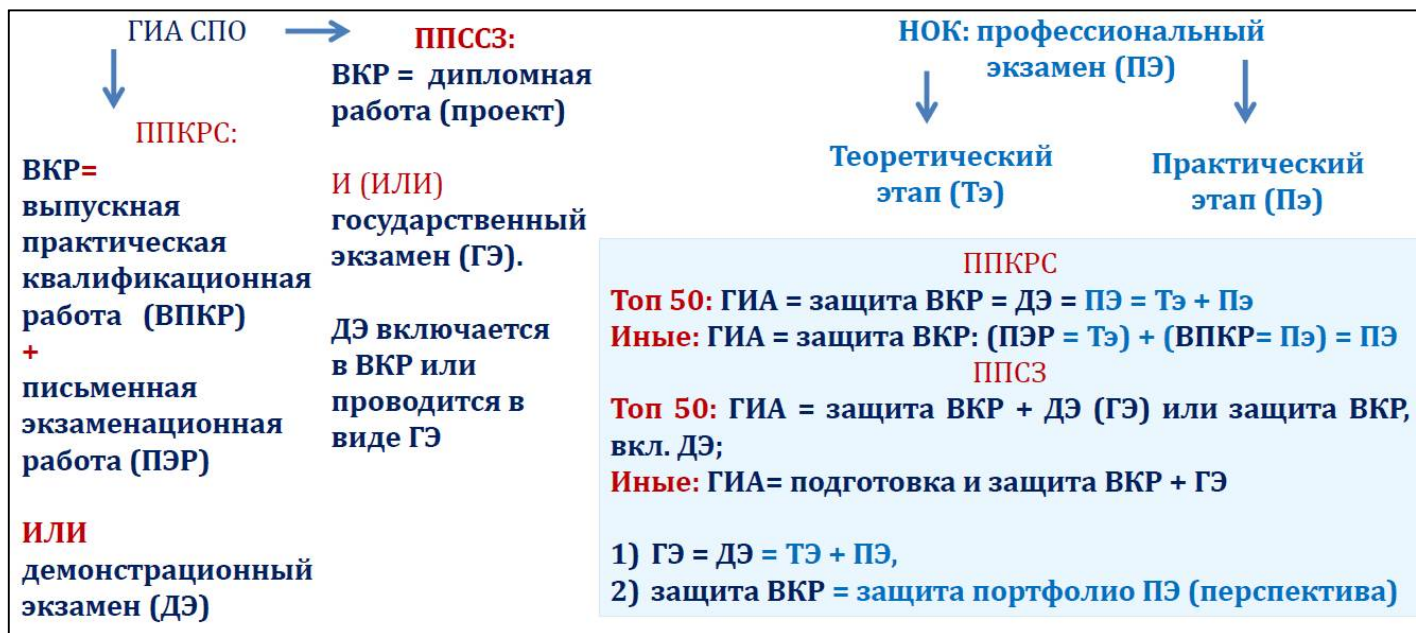 ГИА СПО
ППКРС:
ВКР=
выпускная
практическая
квалификационная
работа (ВПКР)
+
письменная
экзаменационная
работа (ПЭР)
ИЛИ
демонстрационный
экзамен (ДЭ)
ППССЗ:
ВКР = дипломная
работа (проект)
И (ИЛИ)
государственный
экзамен (ГЭ).
ДЭ включается
в ВКР или
проводится в
виде ГЭ
НОК: профессиональный
экзамен (ПЭ)
Теоретический
этап (Тэ)
Практический
этап (Пэ)
ППКРС
Топ 50: ГИА = защита ВКР = ДЭ = ПЭ = Тэ + Пэ
Иные: ГИА = защита ВКР: (ПЭР = Тэ) + (ВПКР= Пэ) = ПЭ
ППСЗ
Топ 50: ГИА = защита ВКР + ДЭ (ГЭ) или защита ВКР,
вкл. ДЭ;
Иные: ГИА= подготовка и защита ВКР + ГЭ
1) ГЭ = ДЭ = ТЭ + ПЭ,
2) защита ВКР = защита портфолио ПЭ (перспектива)